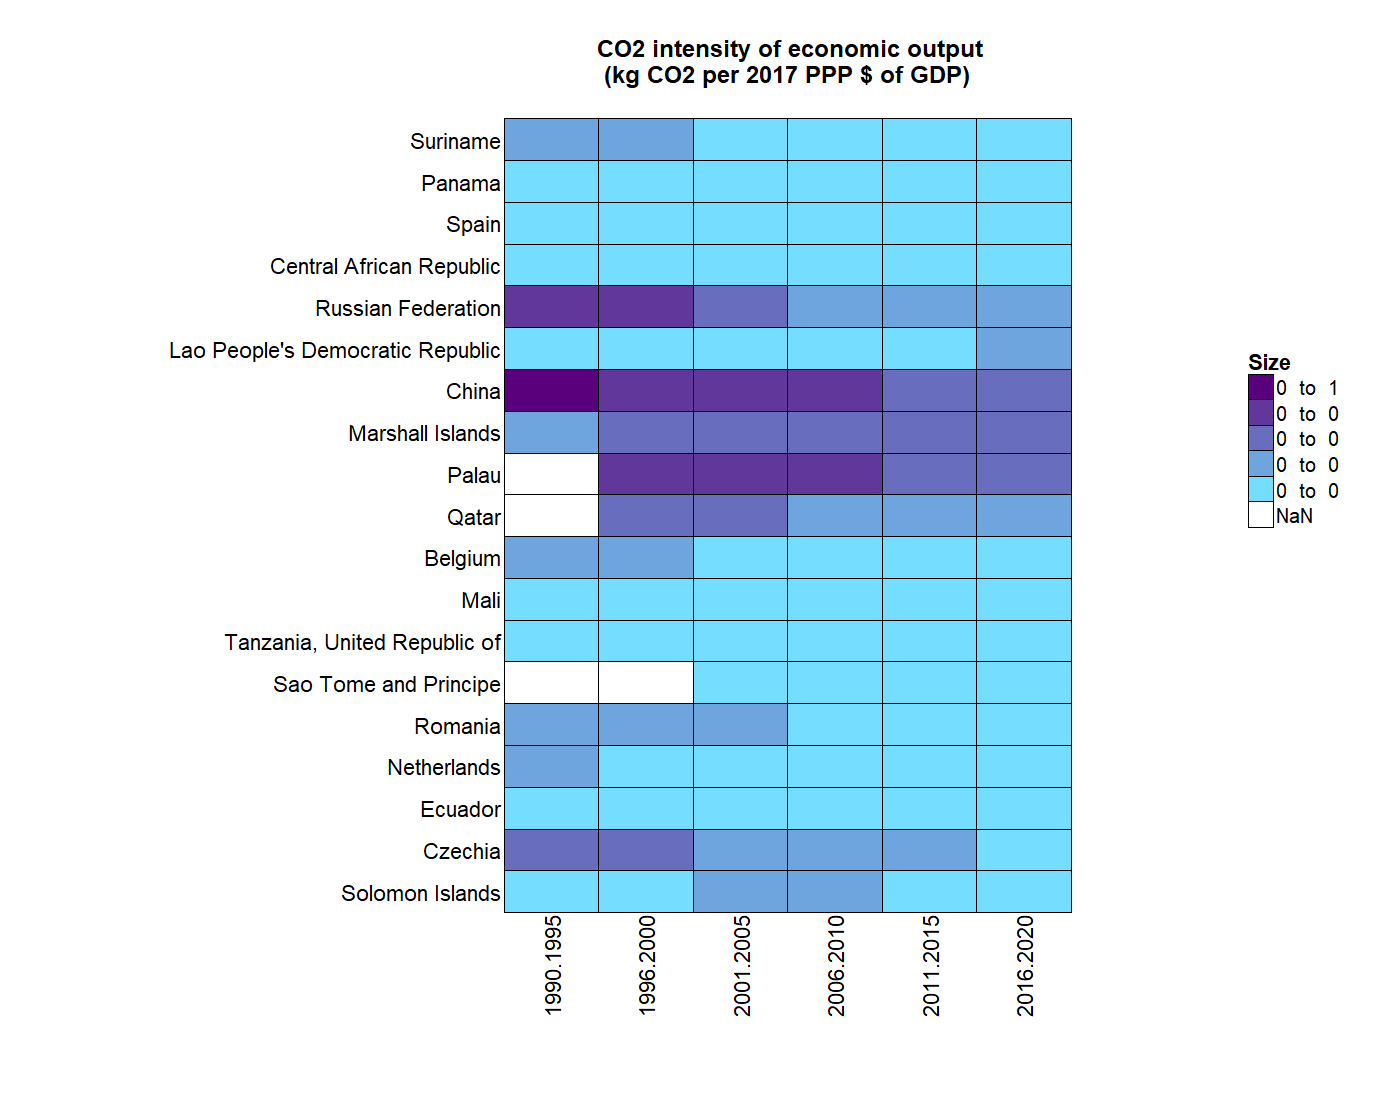 CO2 intensity of economic output
(kg CO2 per 2017 PPP $ of GDP)
Suriname
Panama
Spain
Central African Republic
Russian Federation
Lao People's Democratic Republic
China
Marshall Islands
Palau
Qatar
Belgium
Mali
Tanzania, United Republic of
Sao Tome and Principe
Romania
Netherlands
Ecuador
Czechia
Solomon Islands
1990.1995
1996.2000
2001.2005
2006.2010
2011.2015
2016.2020
Size
0 to 1
0 to 0
0 to 0
0 to 0
0 to 0
NaN